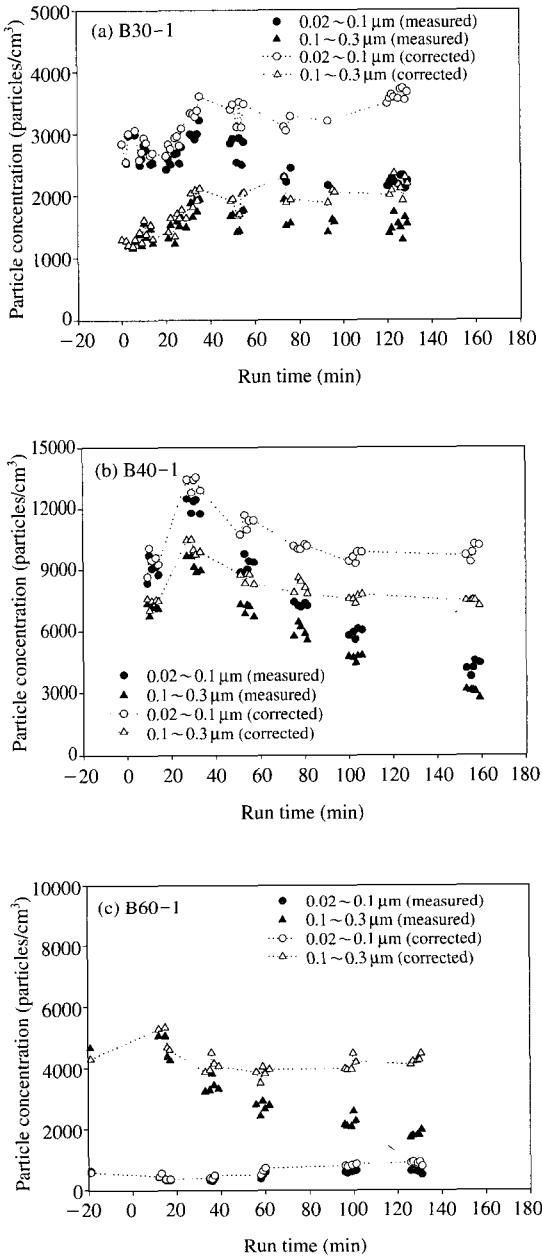 (a) B30-1
0.02~0.1 μm (measured)
0.1~0.3 μm (measured)
0.02~0.1 μm (corrected)
0.1~0.3 μm (corrected)
Particle concentration (particles/cm³)
5000
4000
3000
2000
1000
0
−20 0 20 40 60 80 100 120 140 160 180
Run time (min)
(b) B40-1
Particle concentration (particles/cm³)
15000
12000
9000
6000
3000
0
0.02~0.1 μm (measured)
0.1~0.3 μm (measured)
0.02~0.1 μm (corrected)
0.1~0.3 μm (corrected)
−20 0 20 40 60 80 100 120 140 160 180
Run time (min)
(c) B60-1
0.02~0.1 μm (measured)
0.1~0.3 μm (measured)
0.02~0.1 μm (corrected)
0.1~0.3 μm (corrected)
Particle concentration (particles/cm³)
10000
8000
6000
4000
2000
0
−20 0 20 40 60 80 100 120 140 160 180
Run time (min)